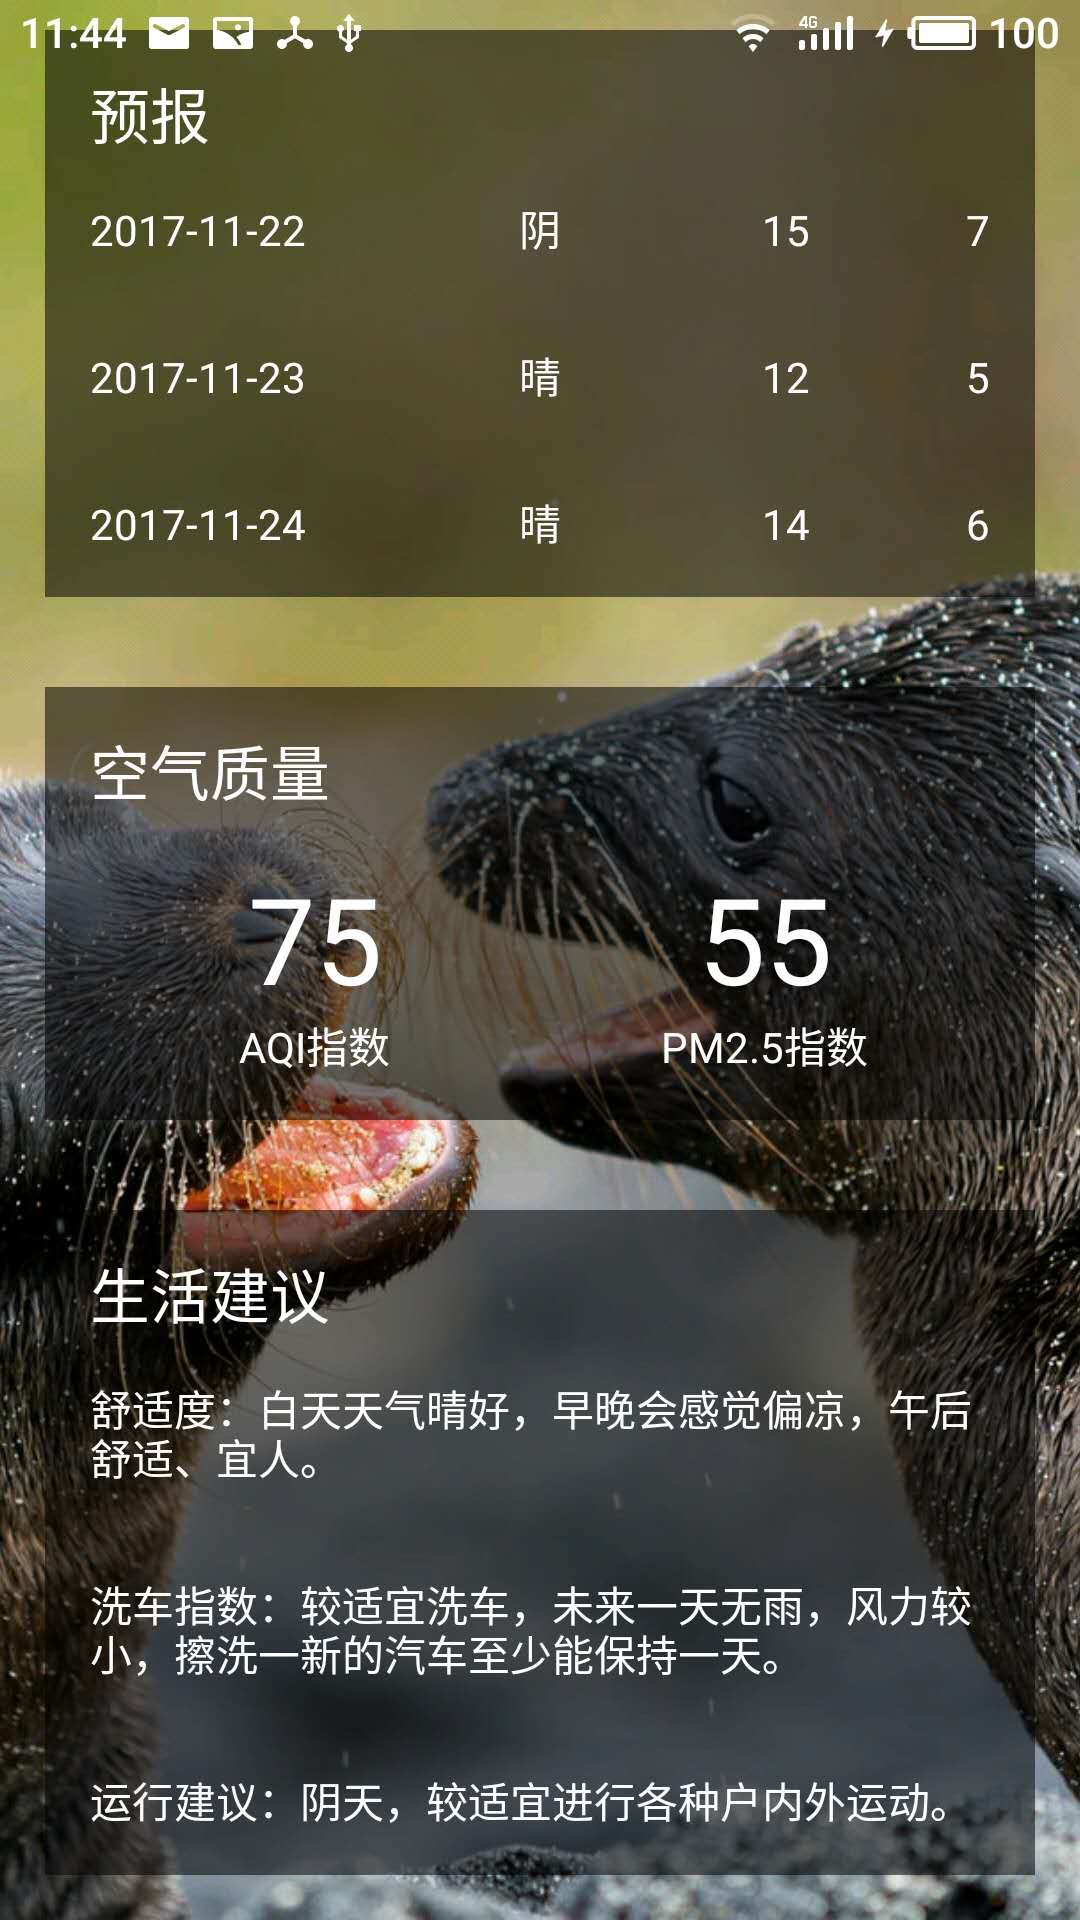 11:44 4G 100
预报
2017-11-22 阴 15 7
2017-11-23 晴 12 5
2017-11-24 晴 14 6
空气质量
75 55
AQI指数 PM2.5指数
生活建议
舒适度：白天天气晴好，早晚会感觉偏凉，午后
舒适、宜人。
洗车指数：较适宜洗车，未来一天无雨，风力较
小，擦洗一新的汽车至少能保持一天。
运行建议：阴天，较适宜进行各种户内外运动。